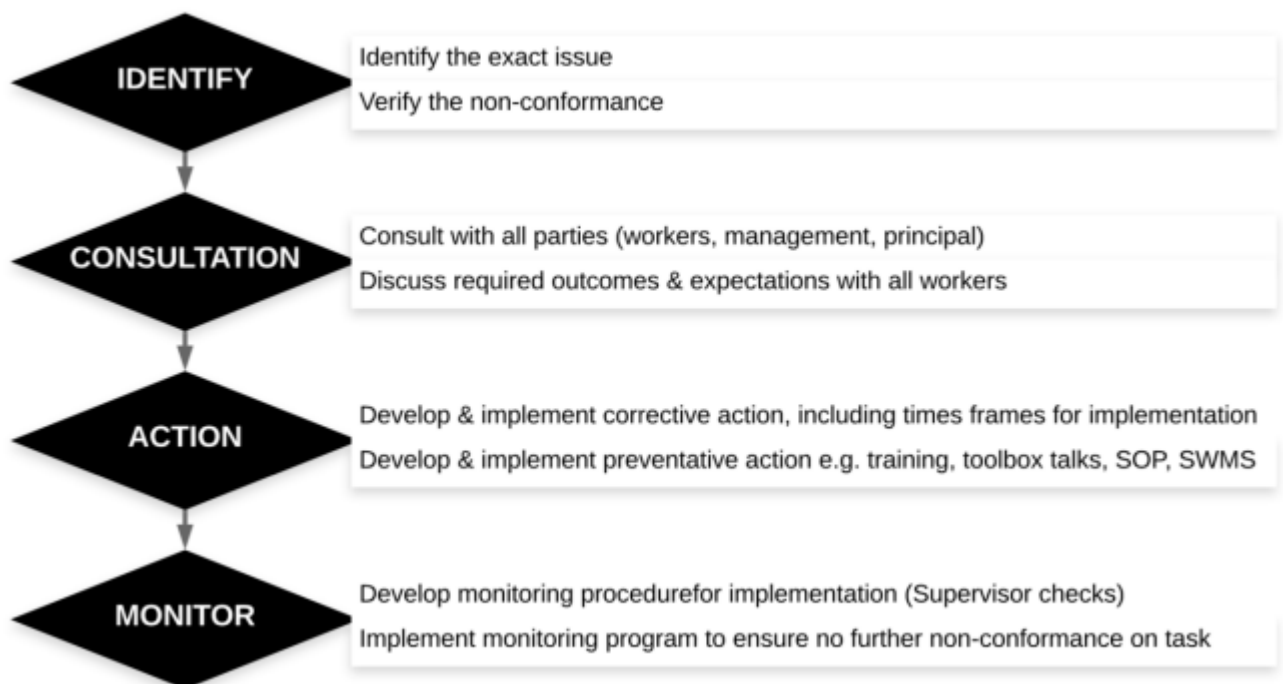 IDENTIFY
Identify the exact issue
Verify the non-conformance
CONSULTATION
Consult with all parties (workers, management, principal)
Discuss required outcomes & expectations with all workers
ACTION
Develop & implement corrective action, including times frames for implementation
Develop & implement preventative action e.g. training, toolbox talks, SOP, SWMS
MONITOR
Develop monitoring procedurefor implementation (Supervisor checks)
Implement monitoring program to ensure no further non-conformance on task